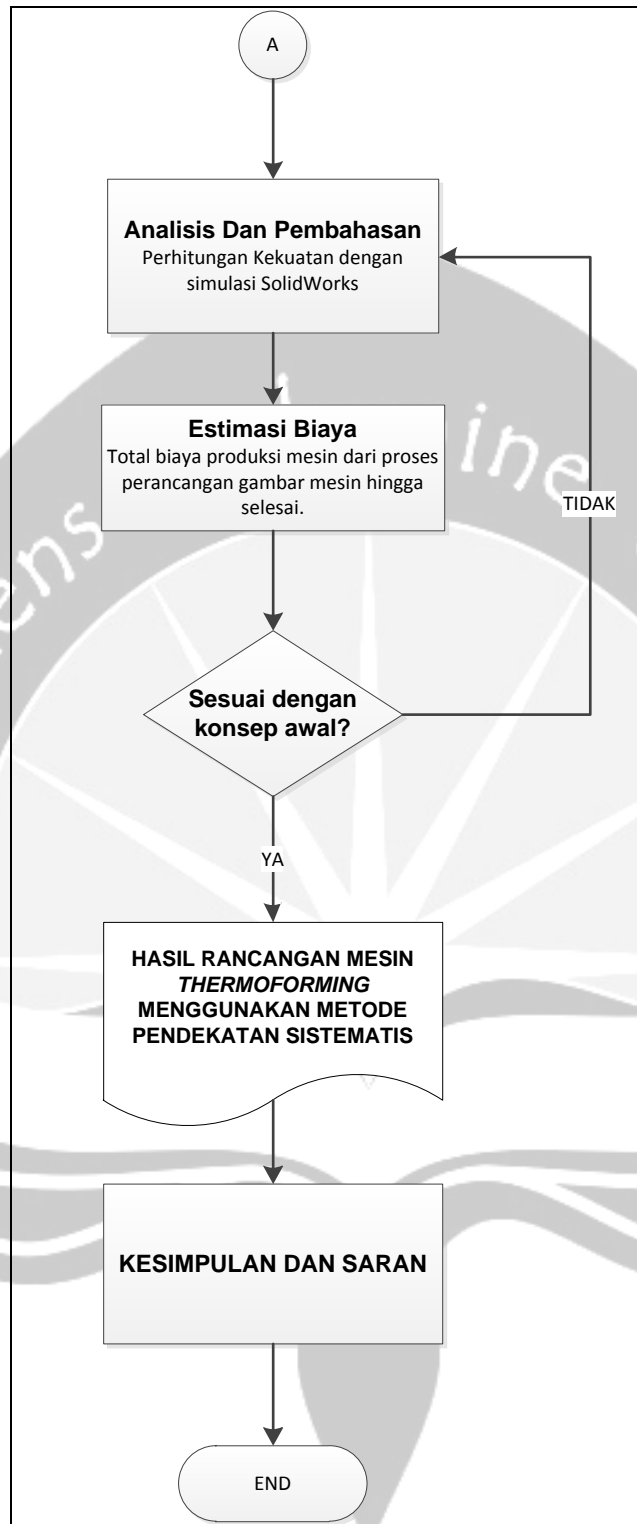 A
Analisis Dan Pembahasan
Perhitungan Kekuatan dengan
simulasi SolidWorks
Estimasi Biaya
Total biaya produksi mesin dari proses
perancangan gambar mesin hingga
selesai.
TIDAK
Sesuai dengan
konsep awal?
YA
HASIL RANCANGAN MESIN
THERMOFORMING
MENGGUNAKAN METODE
PENDEKATAN SISTEMATIS
KESIMPULAN DAN SARAN
END
ens
ine